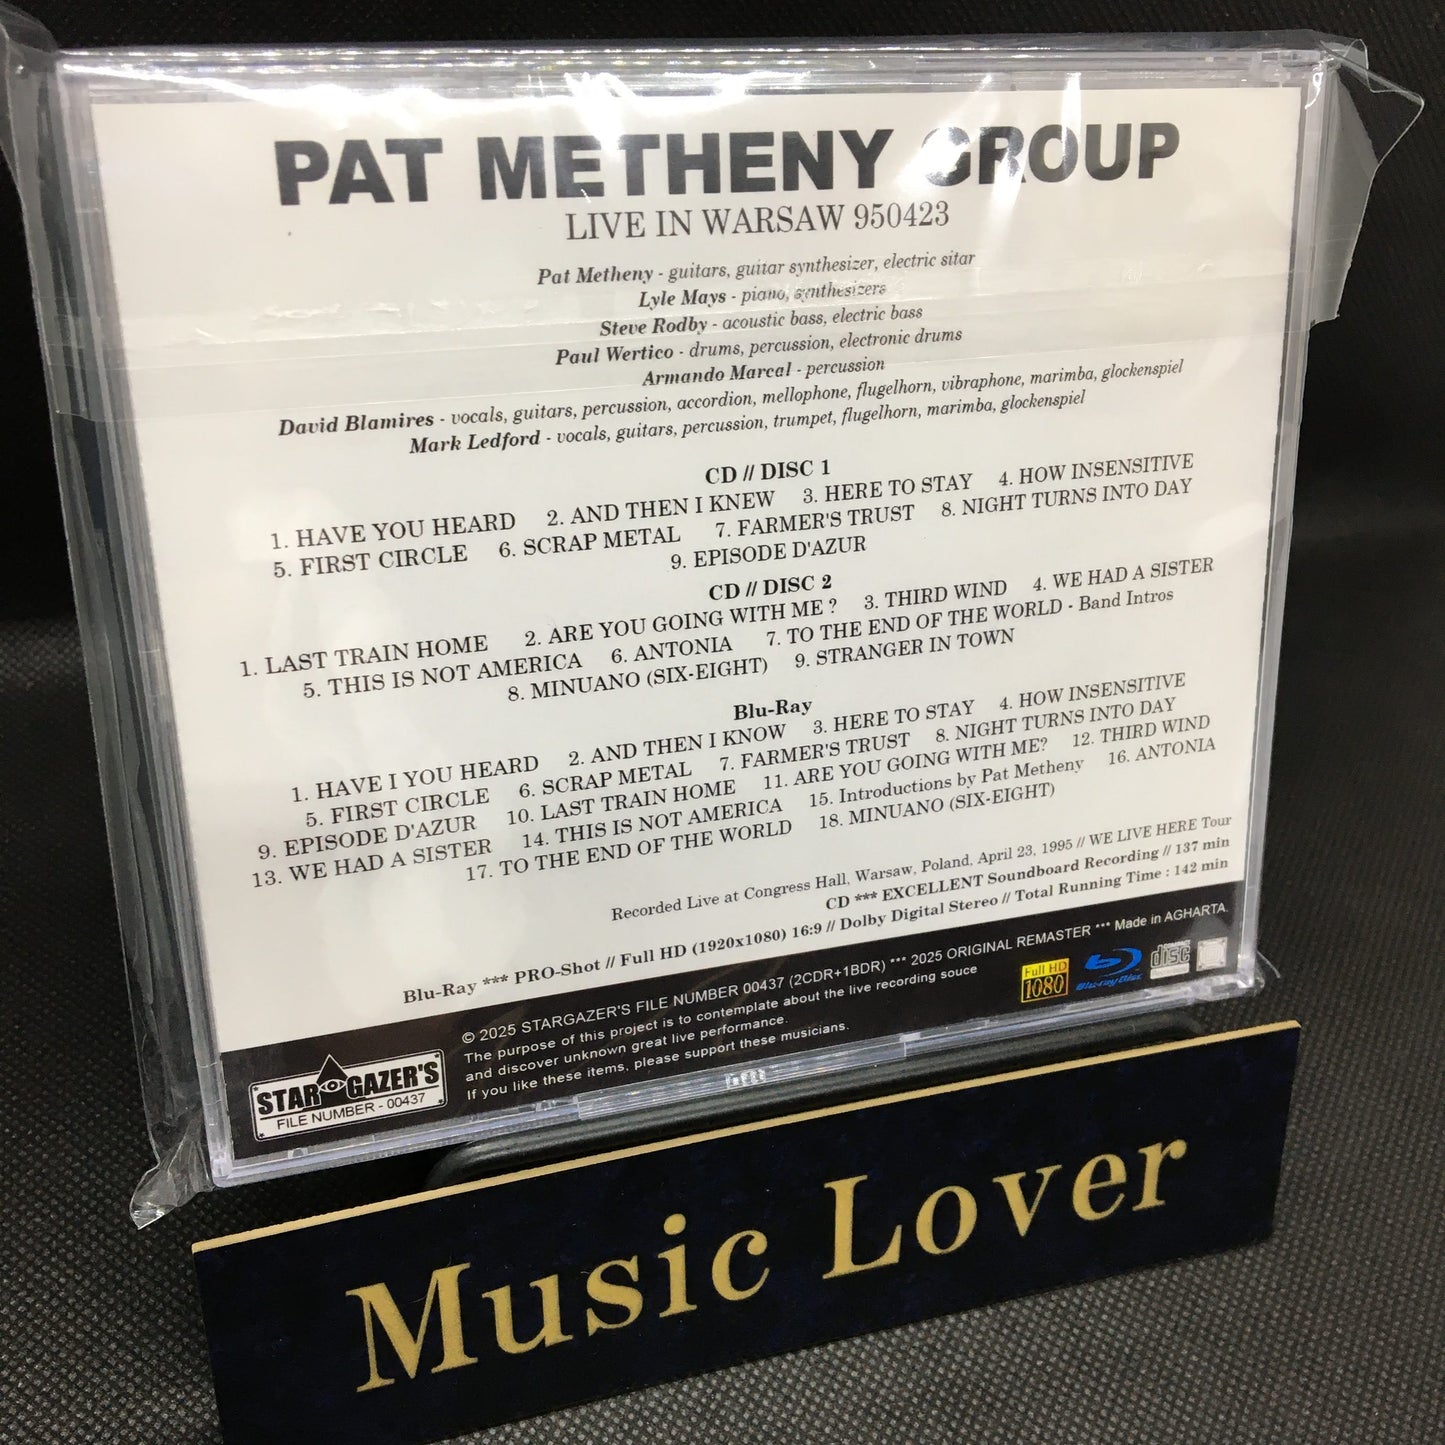 PAT METHENY GROUP
LIVE IN WARSAW 950423
Pat Metheny - guitars, guitar synthesizer, electric sitar
Lyle Mays - piano, synthesizers
Steve Rodby - acoustic bass, electric bass
Paul Wertico - drums, percussion, electronic drums
Armando Marcal - percussion
David Blamires - vocals, guitars, percussion, accordion, mellophone, flugelhorn, vibraphone, marimba, glockenspiel
Mark Ledford - vocals, guitars, percussion, trumpet, flugelhorn, marimba, glockenspiel
CD // DISC 1
1. HAVE YOU HEARD 2. AND THEN I KNEW 3. HERE TO STAY 4. HOW INSENSITIVE
5. FIRST CIRCLE 6. SCRAP METAL 7. FARMER'S TRUST 8. NIGHT TURNS INTO DAY
9. EPISODE D'AZUR
CD // DISC 2
1. LAST TRAIN HOME 2. ARE YOU GOING WITH ME ? 3. THIRD WIND 4. WE HAD A SISTER
5. THIS IS NOT AMERICA 6. ANTONIA 7. TO THE END OF THE WORLD - Band Intros
8. MINUANO (SIX-EIGHT) 9. STRANGER IN TOWN
Blu-Ray
1. HAVE I YOU HEARD 2. AND THEN I KNOW 3. HERE TO STAY 4. HOW INSENSITIVE
5. FIRST CIRCLE 6. SCRAP METAL 7. FARMER'S TRUST 8. NIGHT TURNS INTO DAY
9. EPISODE D'AZUR 10. LAST TRAIN HOME 11. ARE YOU GOING WITH ME? 12. THIRD WIND
13. WE HAD A SISTER 14. THIS IS NOT AMERICA 15. Introductions by Pat Metheny 16. ANTONIA
17. TO THE END OF THE WORLD 18. MINUANO (SIX-EIGHT)
Recorded Live at Congress Hall, Warsaw, Poland, April 23, 1995 // WE LIVE HERE Tour
CD *** EXCELLENT Soundboard Recording // 137 min
Blu-Ray *** PRO-Shot // Full HD (1920x1080) 16:9 // Dolby Digital Stereo // Total Running Time : 142 min
© 2025 STARGAZER'S FILE NUMBER 00437 (2CDR+1BDR) *** 2025 ORIGINAL REMASTER *** Made in AGHARTA.
The purpose of this project is to contemplate about the live recording souce
and discover unknown great live performance.
If you like these items, please support these musicians.
STAR GAZER'S
FILE NUMBER - 00437
Full HD
1080
Blu-ray Disc
disc
Music Lover